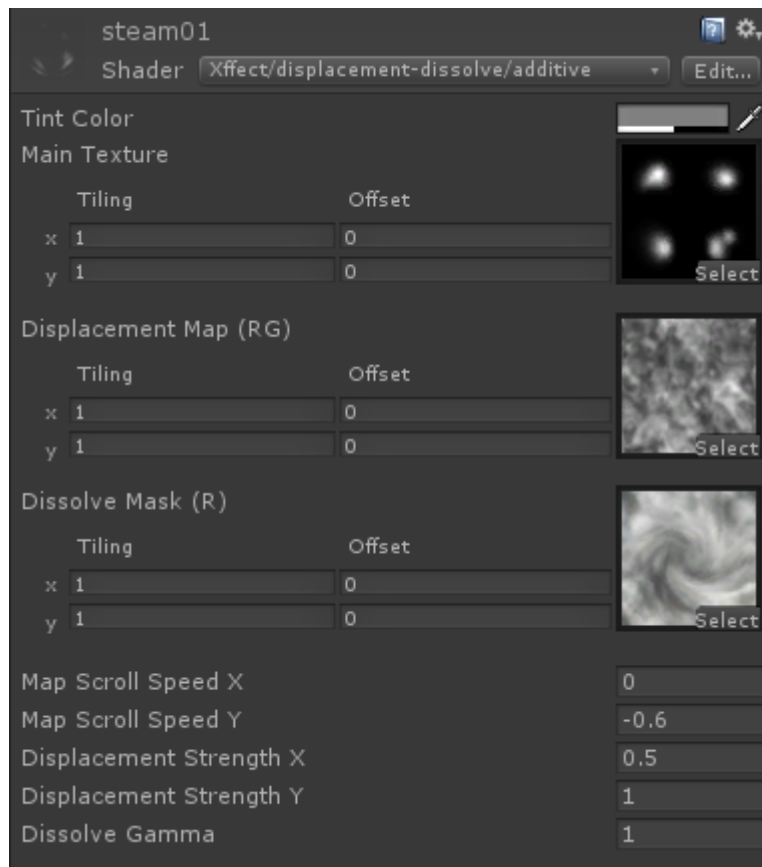 steam01
Shader Xffect/displacement-dissolve/additive Edit...
Tint Color
Main Texture
Tiling Offset
x 1 0
y 1 0
Select
Displacement Map (RG)
Tiling Offset
x 1 0
y 1 0
Select
Dissolve Mask (R)
Tiling Offset
x 1 0
y 1 0
Select
Map Scroll Speed X 0
Map Scroll Speed Y -0.6
Displacement Strength X 0.5
Displacement Strength Y 1
Dissolve Gamma 1